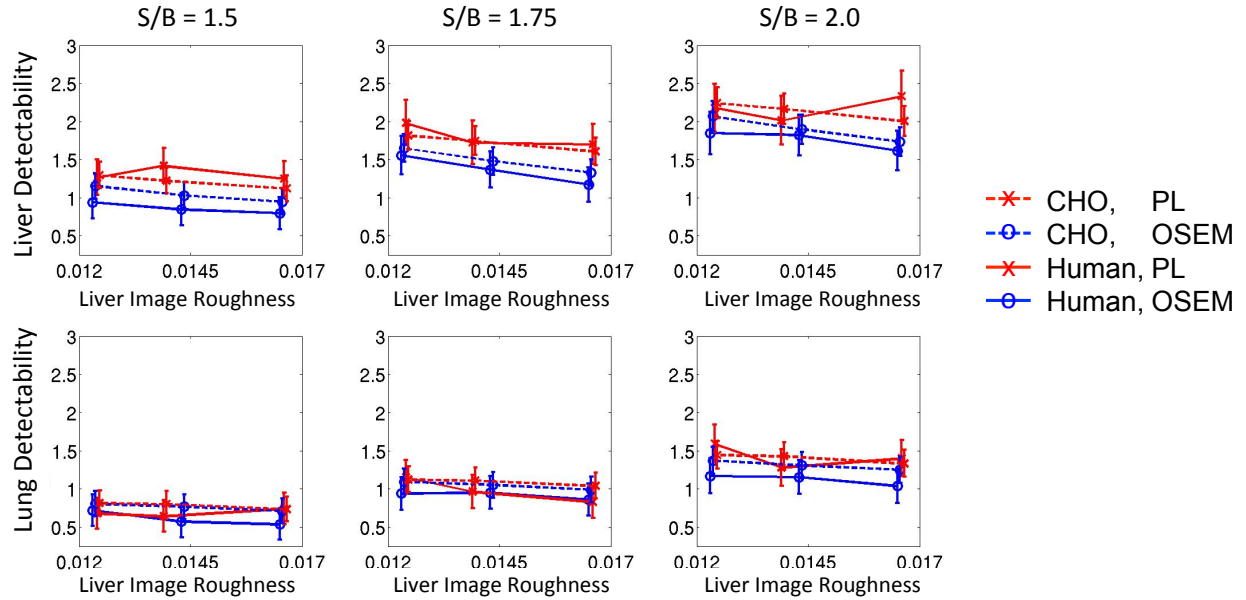 S/B = 1.5 S/B = 1.75 S/B = 2.0
Liver Detectability
3 3 3
2.5 2.5 2.5
2 2 2
1.5 1.5 1.5
1 1 1
0.5 0.5 0.5
0.012 0.0145 0.017 0.012 0.0145 0.017 0.012 0.0145 0.017
Liver Image Roughness Liver Image Roughness Liver Image Roughness
CHO, PL
CHO, OSEM
Human, PL
Human, OSEM
Lung Detectability
3 3 3
2.5 2.5 2.5
2 2 2
1.5 1.5 1.5
1 1 1
0.5 0.5 0.5
0.012 0.0145 0.017 0.012 0.0145 0.017 0.012 0.0145 0.017
Liver Image Roughness Liver Image Roughness Liver Image Roughness